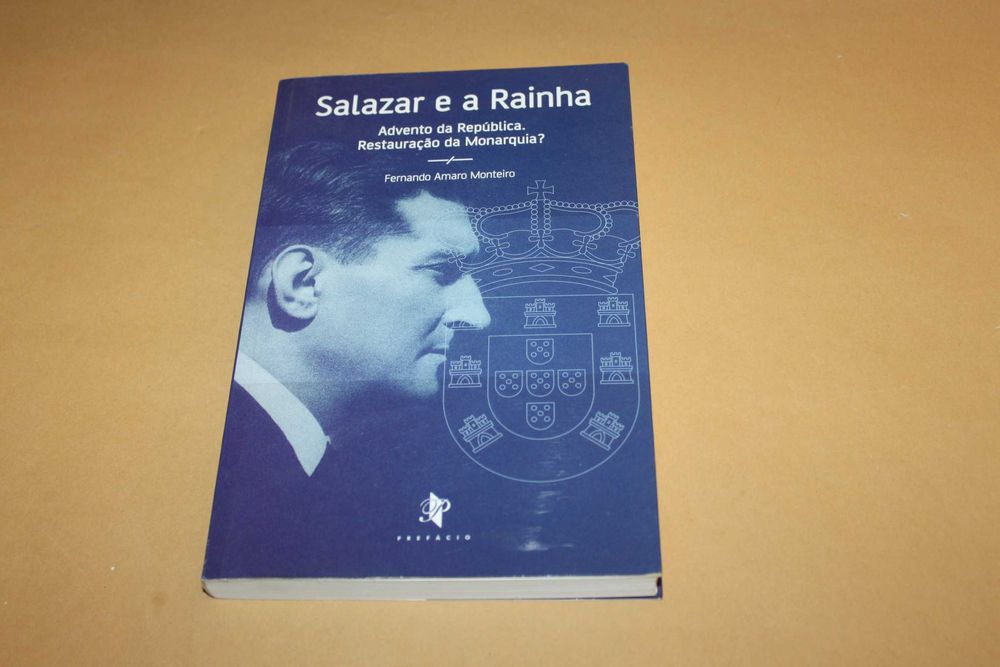 Salazar e a Rainha
Advento da República.
Restauração da Monarquia?
Fernando Amaro Monteiro
P
PREFÁCIO